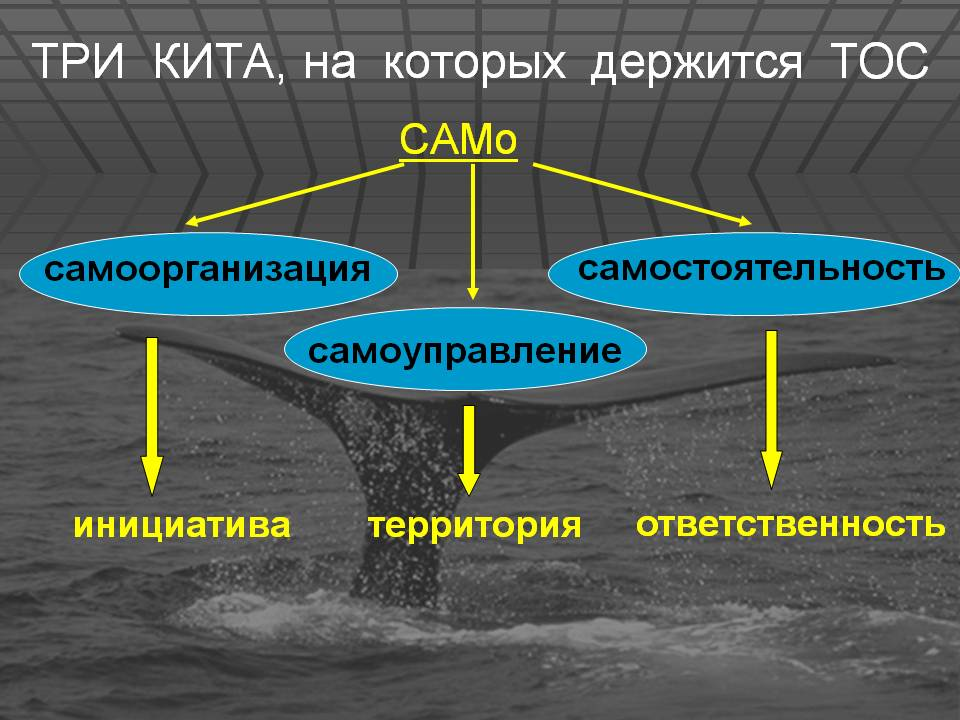 ТРИ КИТА, на которых держится ТОС
САМо
самоорганизация
самостоятельность
самоуправление
инициатива
территория
ответственность